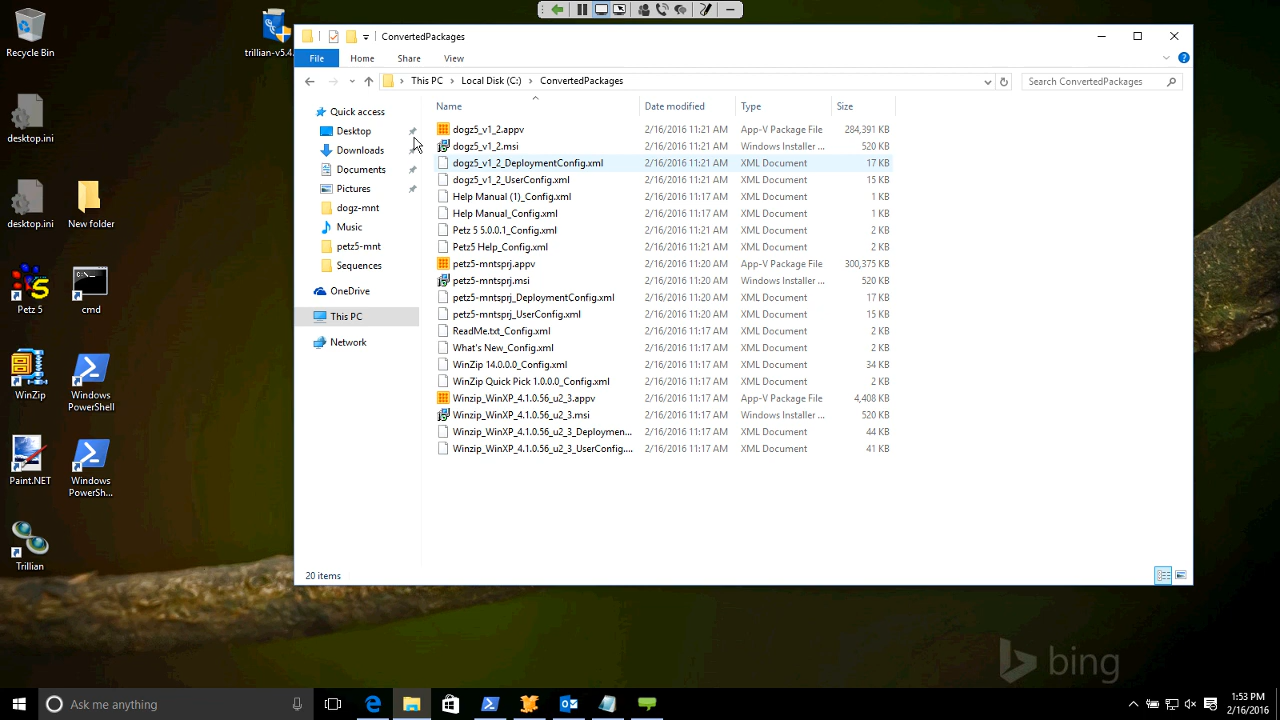 Recycle Bin
trillian-v5.4.
desktop.ini
desktop.ini
New folder
Petz 5
cmd
WinZip
Windows
PowerShell
Paint.NET
Windows
PowerSh...
Trillian
ConvertedPackages
File Home Share View
This PC Local Disk (C:) ConvertedPackages
Search ConvertedPackages
Quick access
Desktop
Downloads
Documents
Pictures
dogz-mnt
Music
petz5-mnt
Sequences
OneDrive
This PC
Network
Name Date modified Type Size
dogz5_v1_2.appv 2/16/2016 11:21 AM App-V Package File 284,391 KB
dogz5_v1_2.msi 2/16/2016 11:21 AM Windows Installer ... 520 KB
dogz5_v1_2_DeploymentConfig.xml 2/16/2016 11:21 AM XML Document 17 KB
dogz5_v1_2_UserConfig.xml 2/16/2016 11:21 AM XML Document 15 KB
Help Manual (1)_Config.xml 2/16/2016 11:17 AM XML Document 1 KB
Help Manual_Config.xml 2/16/2016 11:17 AM XML Document 1 KB
Petz 5 5.0.0.1_Config.xml 2/16/2016 11:21 AM XML Document 2 KB
Petz5 Help_Config.xml 2/16/2016 11:21 AM XML Document 2 KB
petz5-mntsprj.appv 2/16/2016 11:20 AM App-V Package File 300,375 KB
petz5-mntsprj.msi 2/16/2016 11:20 AM Windows Installer ... 520 KB
petz5-mntsprj_DeploymentConfig.xml 2/16/2016 11:20 AM XML Document 17 KB
petz5-mntsprj_UserConfig.xml 2/16/2016 11:20 AM XML Document 15 KB
ReadMe.txt_Config.xml 2/16/2016 11:17 AM XML Document 2 KB
What's New_Config.xml 2/16/2016 11:17 AM XML Document 2 KB
WinZip 14.0.0.0_Config.xml 2/16/2016 11:17 AM XML Document 34 KB
WinZip Quick Pick 1.0.0.0_Config.xml 2/16/2016 11:17 AM XML Document 2 KB
Winzip_WinXP_4.1.0.56_u2_3.appv 2/16/2016 11:17 AM App-V Package File 4,408 KB
Winzip_WinXP_4.1.0.56_u2_3.msi 2/16/2016 11:17 AM Windows Installer ... 520 KB
Winzip_WinXP_4.1.0.56_u2_3_Deploymen... 2/16/2016 11:17 AM XML Document 44 KB
Winzip_WinXP_4.1.0.56_u2_3_UserConfig.... 2/16/2016 11:17 AM XML Document 41 KB
20 items
bing
Ask me anything
1:53 PM
2/16/2016